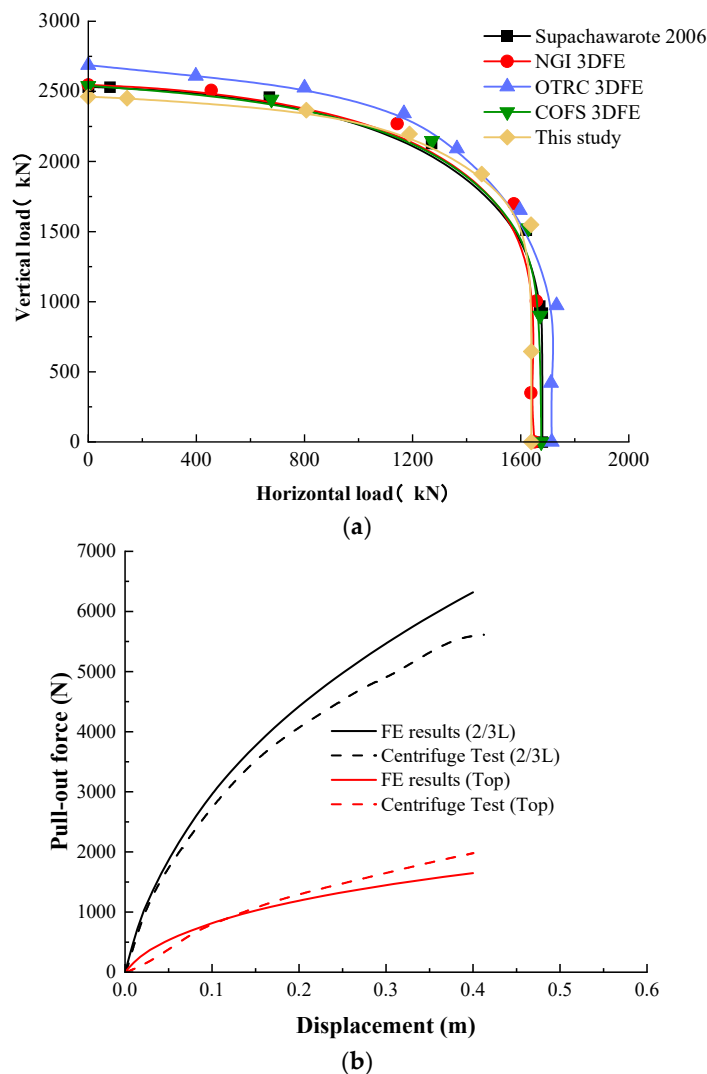 3000
2500
2000
1500
1000
500
0
Vertical load( kN)
0 400 800 1200 1600 2000
Horizontal load( kN)
Supachawarote 2006
NGI 3DFE
OTRC 3DFE
COFS 3DFE
This study
(a)
7000
6000
5000
4000
3000
2000
1000
0
Pull-out force (N)
FE results (2/3L)
Centrifuge Test (2/3L)
FE results (Top)
Centrifuge Test (Top)
0.0 0.1 0.2 0.3 0.4 0.5 0.6
Displacement (m)
(b)